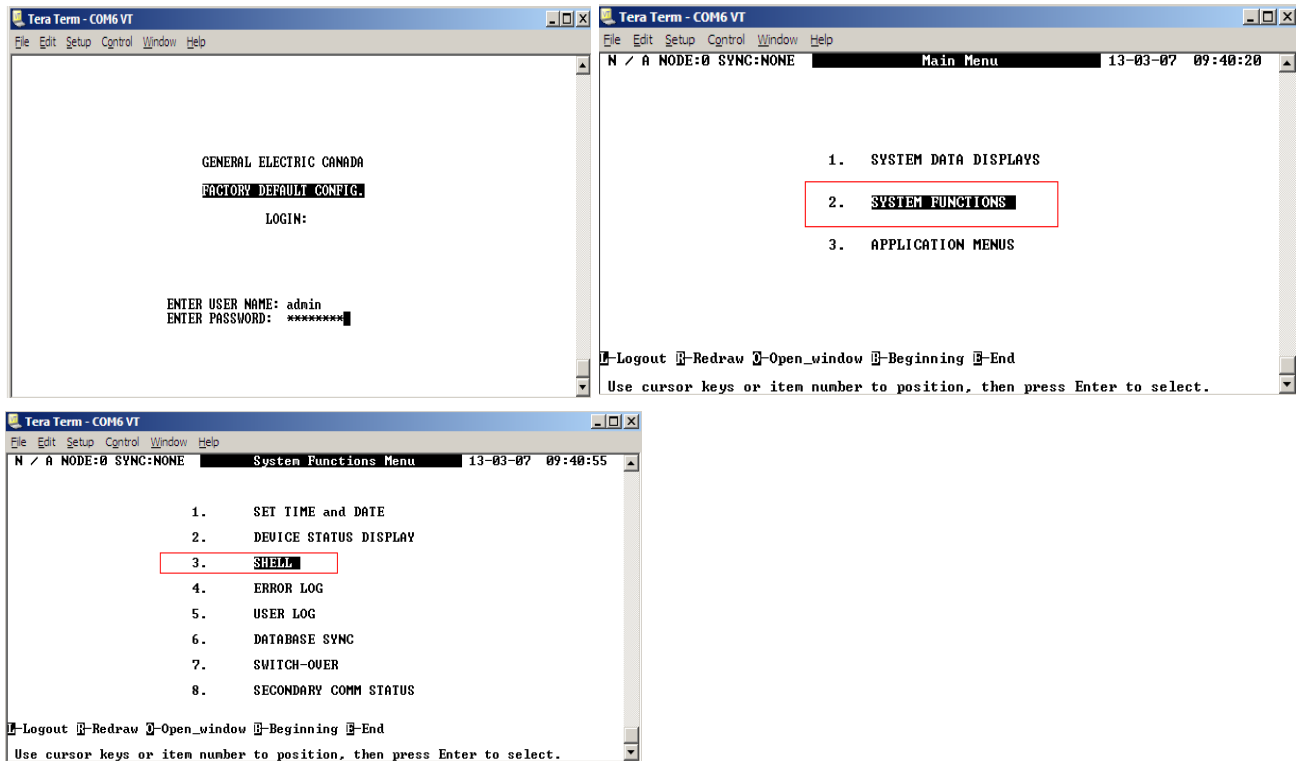 Tera Term - COM6 VT
File Edit Setup Control Window Help
GENERAL ELECTRIC CANADA
FACTORY DEFAULT CONFIG.
LOGIN:
ENTER USER NAME: admin
ENTER PASSWORD: ********
Tera Term - COM6 VT
File Edit Setup Control Window Help
N / A NODE:0 SYNC:NONE Main Menu 13-03-07 09:40:20
1. SYSTEM DATA DISPLAYS
2. SYSTEM FUNCTIONS
3. APPLICATION MENUS
L-Logout R-Redraw O-Open_window B-Beginning E-End
Use cursor keys or item number to position, then press Enter to select.
Tera Term - COM6 VT
File Edit Setup Control Window Help
N / A NODE:0 SYNC:NONE System Functions Menu 13-03-07 09:40:55
1. SET TIME and DATE
2. DEVICE STATUS DISPLAY
3. SHELL
4. ERROR LOG
5. USER LOG
6. DATABASE SYNC
7. SWITCH-OVER
8. SECONDARY COMM STATUS
L-Logout R-Redraw O-Open_window B-Beginning E-End
Use cursor keys or item number to position, then press Enter to select.